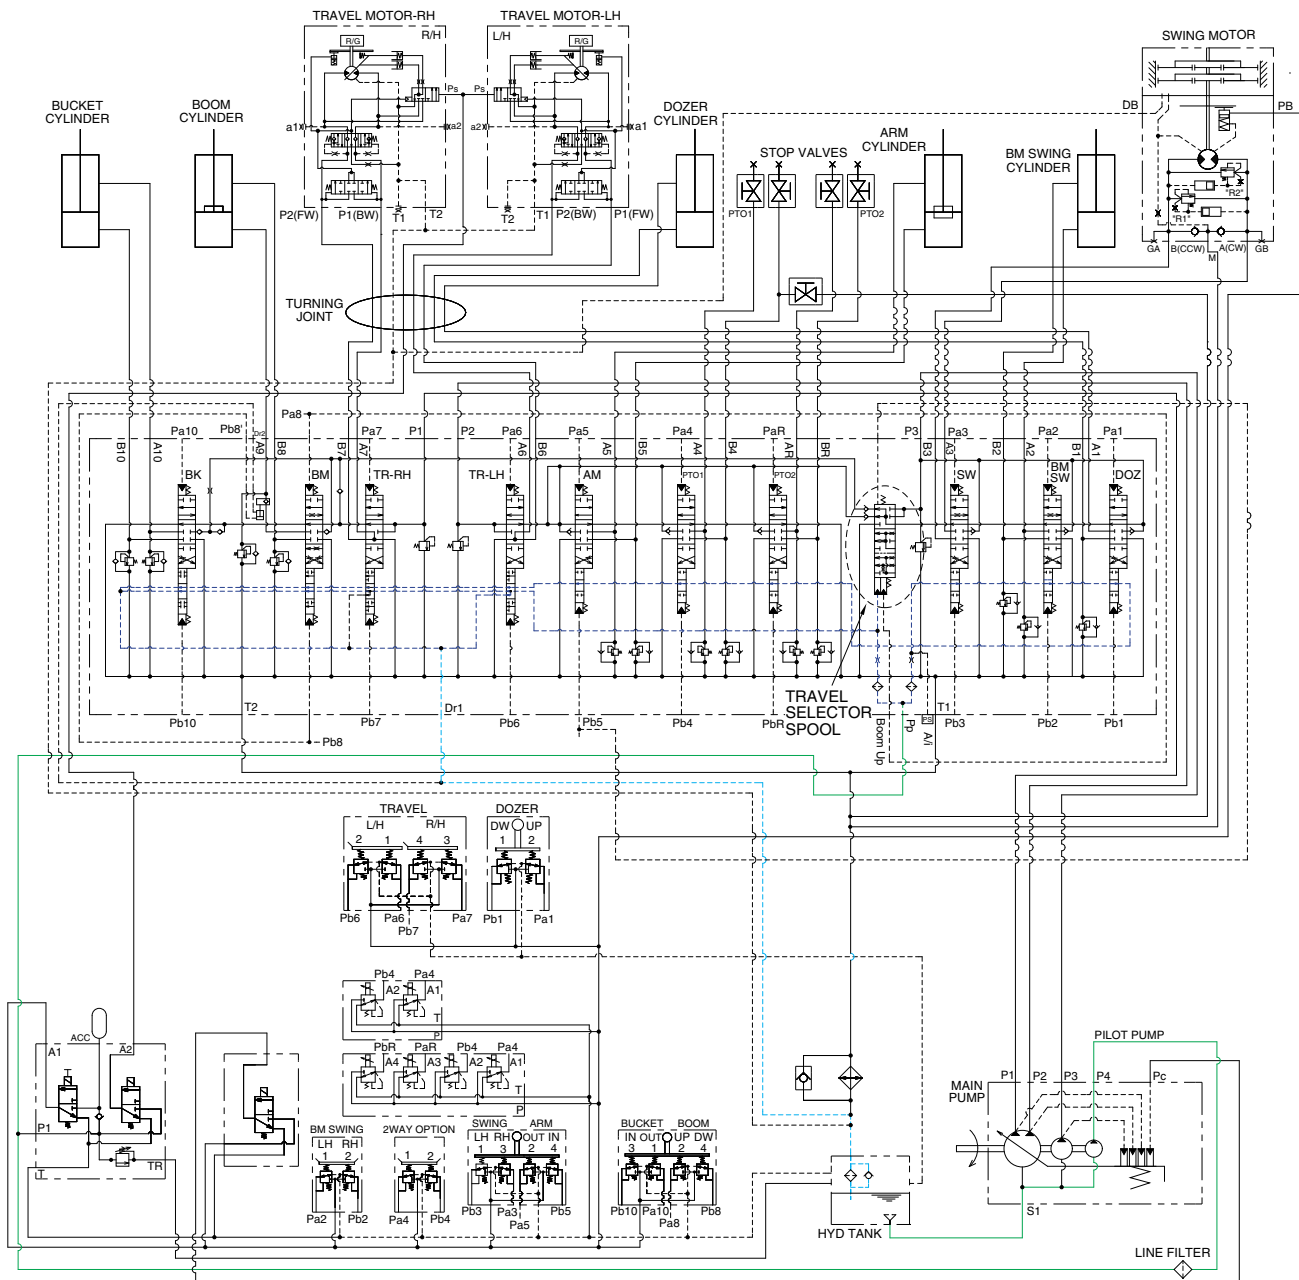 TRAVEL MOTOR-RH
TRAVEL MOTOR-LH
R/H
L/H
R/G
R/G
SWING MOTOR
BUCKET
CYLINDER
BOOM
CYLINDER
DOZER
CYLINDER
ARM
CYLINDER
STOP VALVES
BM SWING
CYLINDER
DB
PB
Ps
Ps
a1
a2
a2
a1
"R2"
"R1"
P2(FW)
P1(BW)
T1
T2
T2
T1
P2(BW)
P1(FW)
PTO1
PTO2
GA
B(CCW)
M
A(CW)
GB
TURNING
JOINT
Pa10
Pb8'
Dr2
Pa8
Pa7
P1
P2
Pa6
Pa5
Pa4
PaR
P3
Pa3
Pa2
Pa1
B10
A10
A9
B8
B7
A7
A6
B6
A5
B5
A4
B4
AR
BR
B3
A3
B2
A2
B1
A1
BK
BM
TR-RH
TR-LH
AM
PTO1
PTO2
SW
BM
SW
DOZ
TRAVEL
SELECTOR
SPOOL
Pb10
T2
Pb8
Pb7
Dr1
Pb6
Pb5
Pb4
PbR
Boom Up
Pp
PS
A/i
T1
Pb3
Pb2
Pb1
TRAVEL
L/H
R/H
2
1
4
3
Pb6
Pa6
Pb7
Pa7
DOZER
DW
UP
1
2
Pb1
Pa1
Pb4
Pa4
A2
A1
T
P
PbR
PaR
Pb4
Pa4
A4
A3
A2
A1
T
P
ACC
A1
A2
P1
T
TR
BM SWING
LH
RH
1
2
Pa2
Pb2
2WAY OPTION
1
2
Pa4
Pb4
SWING
ARM
LH
RH
OUT
IN
1
3
2
4
Pb3
Pa3
Pa5
Pb5
BUCKET
BOOM
IN
OUT
UP
DW
3
1
2
4
Pb10
Pa10
Pa8
Pb8
HYD TANK
PILOT PUMP
MAIN
PUMP
P1
P2
P3
P4
Pc
S1
LINE FILTER